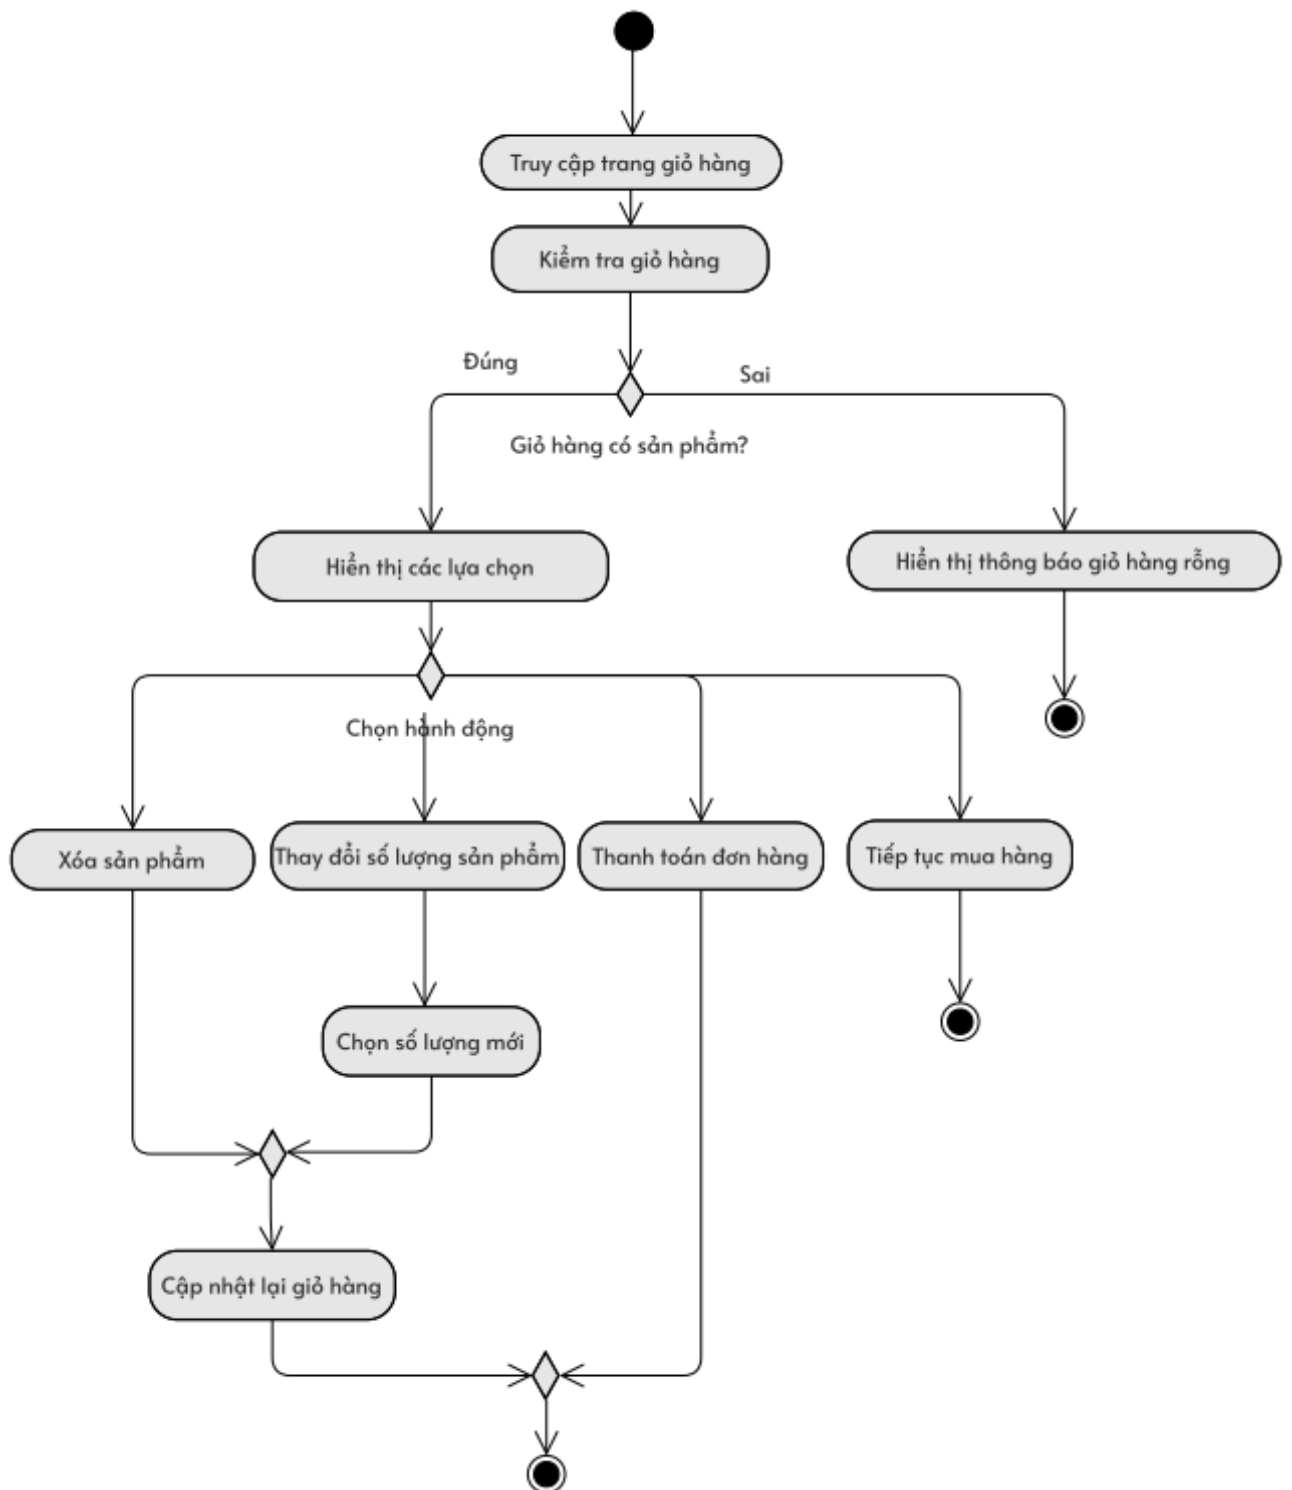 Truy cập trang giỏ hàng
Kiểm tra giỏ hàng
Đúng
Sai
Giỏ hàng có sản phẩm?
Hiển thị các lựa chọn
Hiển thị thông báo giỏ hàng rỗng
Chọn hành động
Xóa sản phẩm
Thay đổi số lượng sản phẩm
Thanh toán đơn hàng
Tiếp tục mua hàng
Chọn số lượng mới
Cập nhật lại giỏ hàng